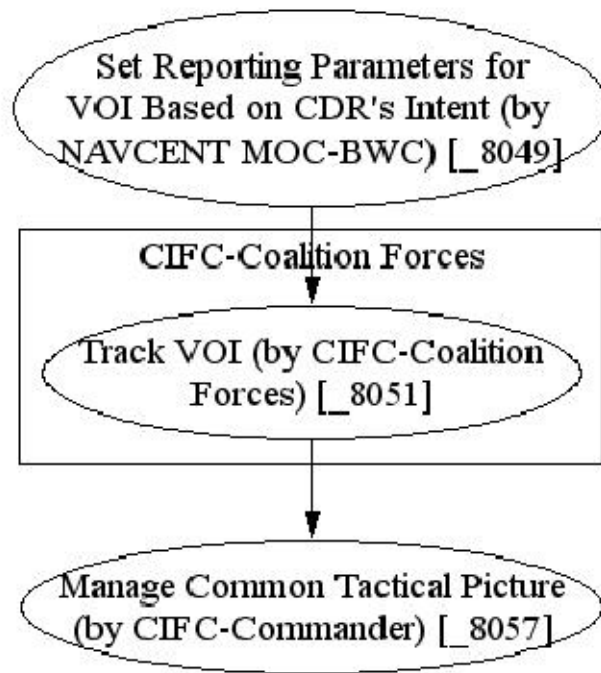 Set Reporting Parameters for
VOI Based on CDR's Intent (by
NAVCENT MOC-BWC) [_8049]
CIFC-Coalition Forces
Track VOI (by CIFC-Coalition
Forces) [_8051]
Manage Common Tactical Picture
(by CIFC-Commander) [_8057]